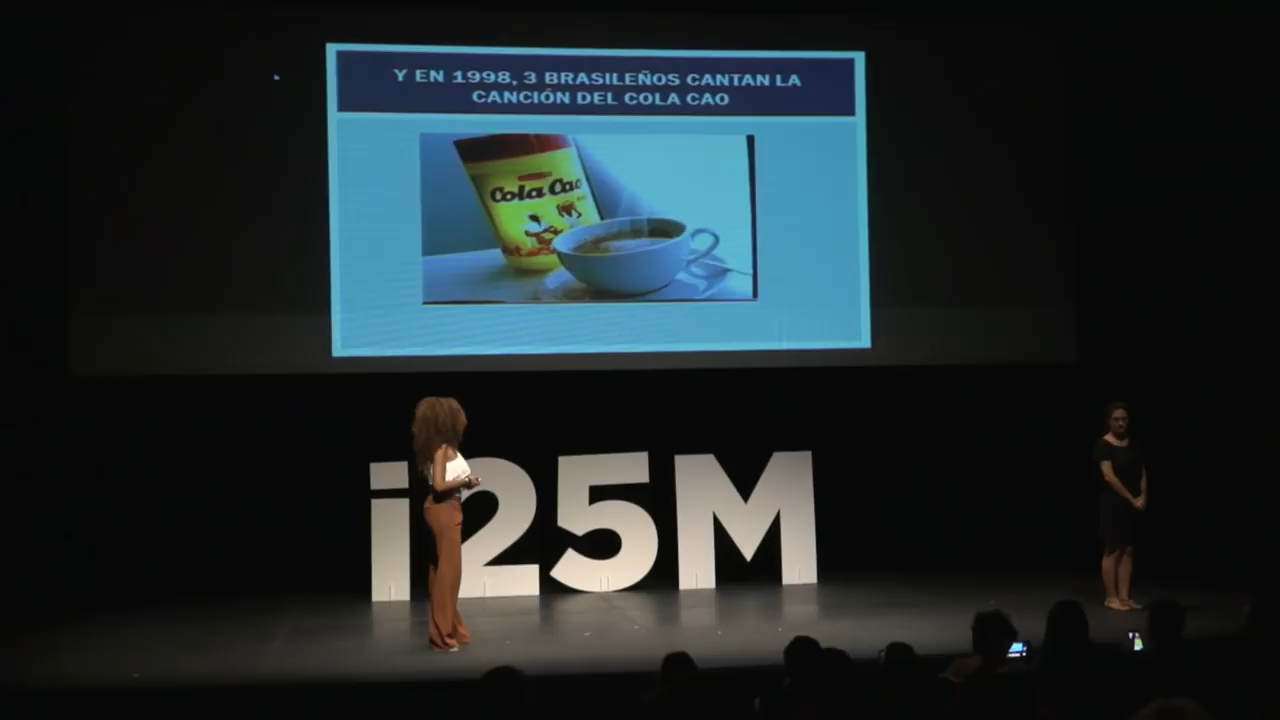 Y EN 1998, 3 BRASILEÑOS CANTAN LA
CANCIÓN DEL COLA CAO
Cola Cao
i25M